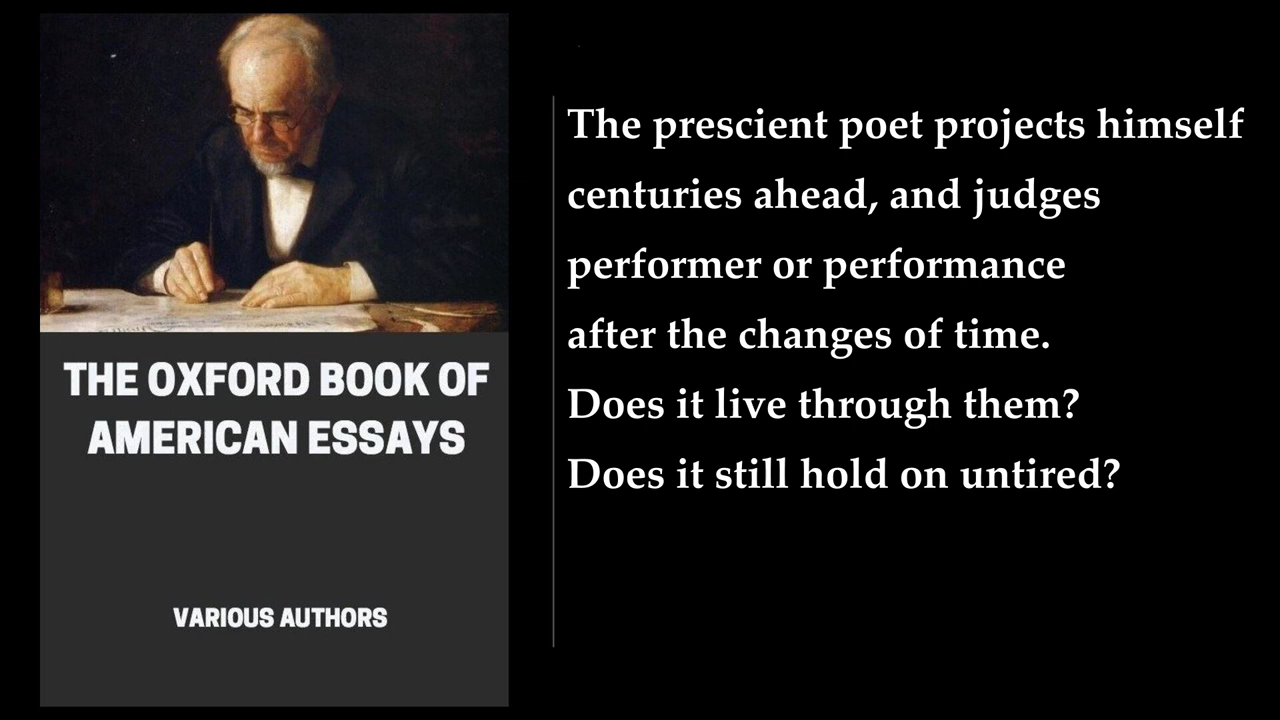 THE OXFORD BOOK OF
AMERICAN ESSAYS
VARIOUS AUTHORS
The prescient poet projects himself
centuries ahead, and judges
performer or performance
after the changes of time.
Does it live through them?
Does it still hold on untired?